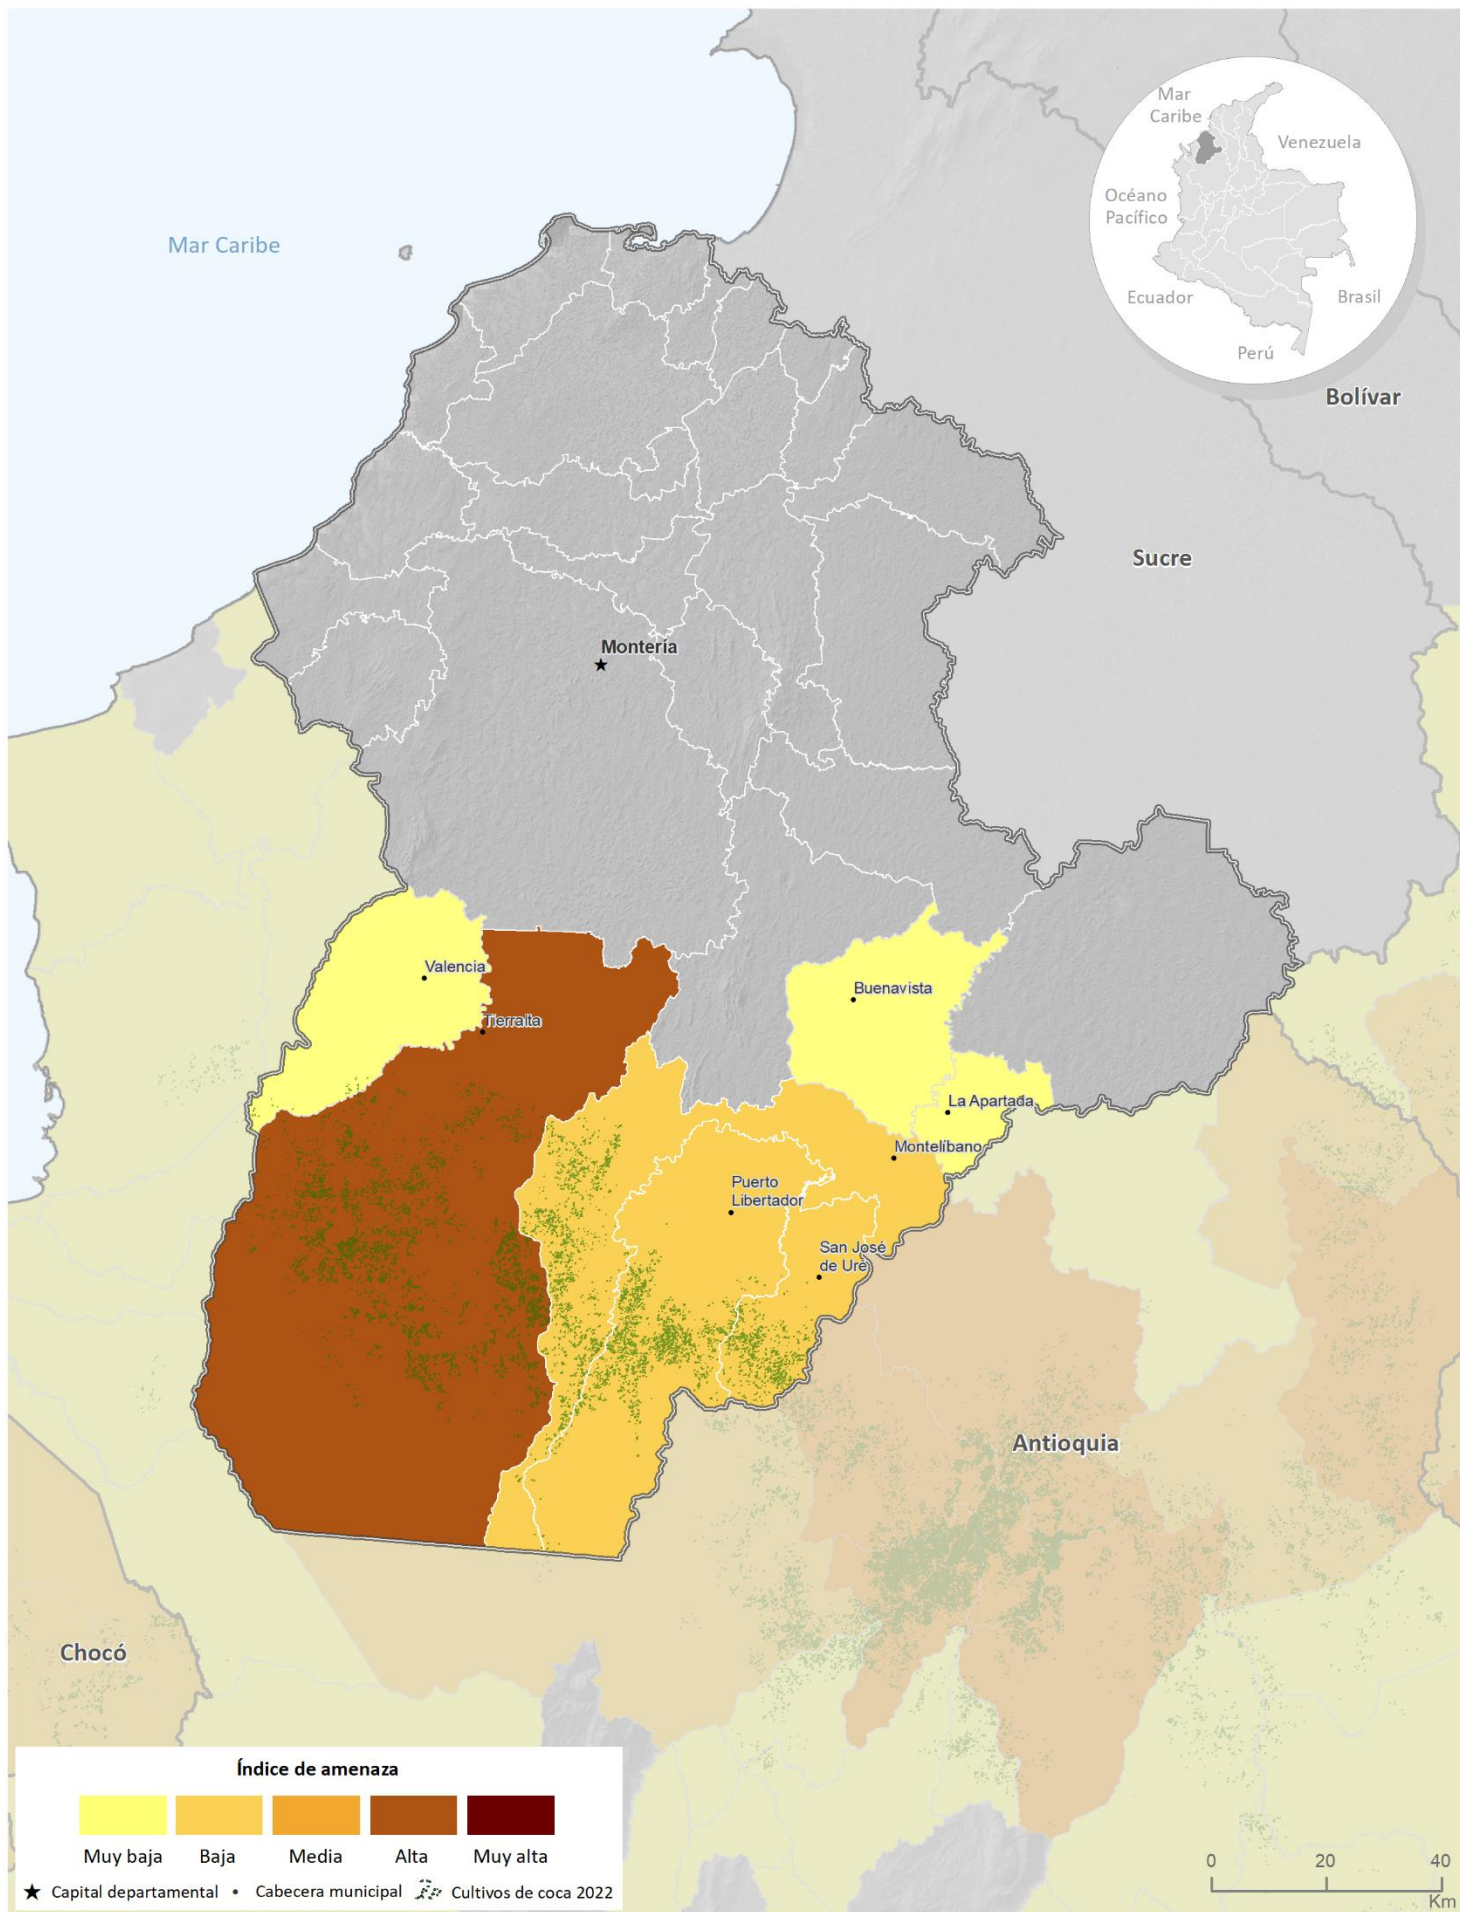 Mar
Caribe
Venezuela
Océano
Pacífico
Ecuador
Brasil
Perú
Mar Caribe
Bolívar
Sucre
Montería
Valencia
Buenavista
Tierralta
La Apartada
Montelíbano
Puerto
Libertador
San José
de Uré
Antioquia
Chocó
Índice de amenaza
Muy baja Baja Media Alta Muy alta
Capital departamental Cabecera municipal Cultivos de coca 2022
0 20 40
Km